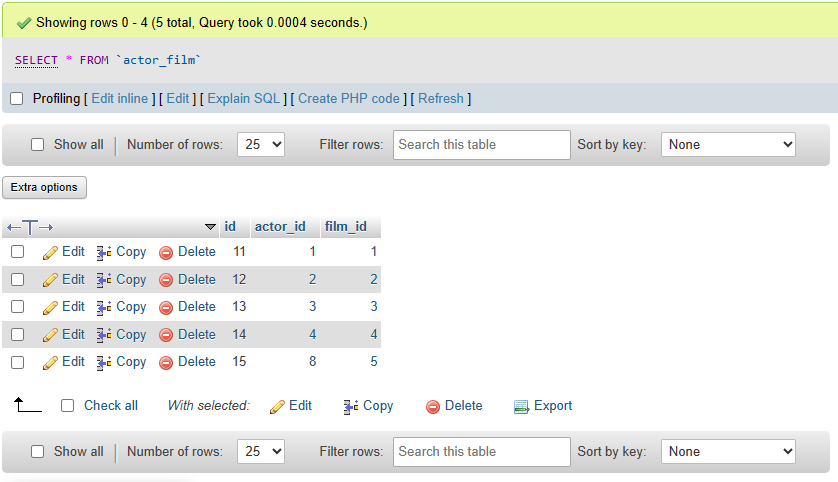 Showing rows 0 - 4 (5 total, Query took 0.0004 seconds.)
SELECT * FROM `actor_film`
Profiling [ Edit inline ] [ Edit ] [ Explain SQL ] [ Create PHP code ] [ Refresh ]
Show all Number of rows: 25 Filter rows: Search this table Sort by key: None
Extra options
id actor_id film_id
Edit Copy Delete 11 1 1
Edit Copy Delete 12 2 2
Edit Copy Delete 13 3 3
Edit Copy Delete 14 4 4
Edit Copy Delete 15 8 5
Check all With selected: Edit Copy Delete Export
Show all Number of rows: 25 Filter rows: Search this table Sort by key: None